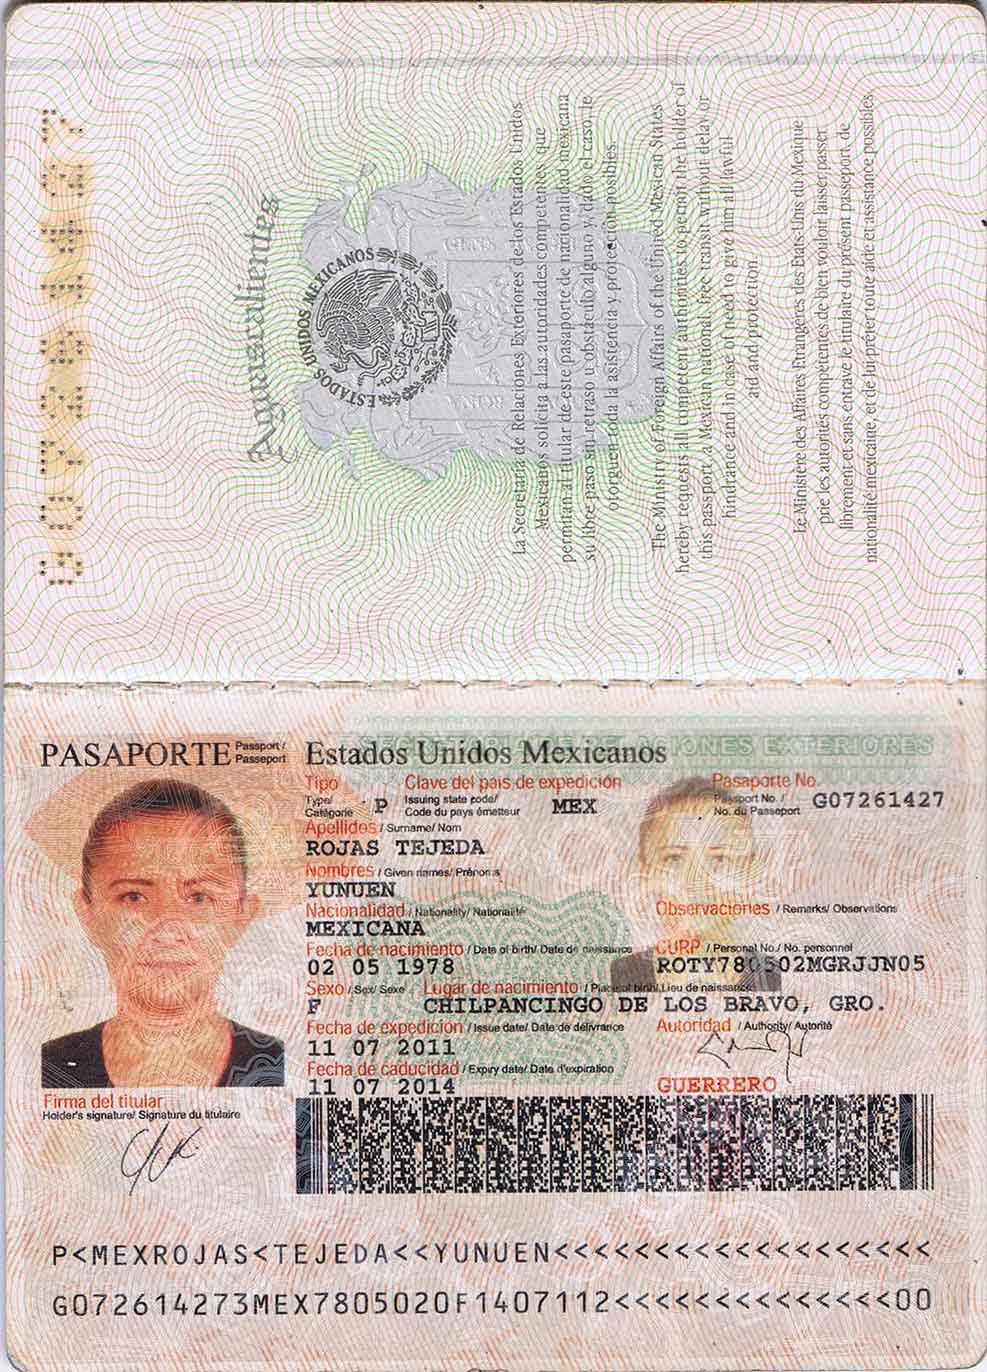 G07261427
Aguascalientes
ESTADOS UNIDOS MEXICANOS
La Secretaría de Relaciones Exteriores de los Estados Unidos
Mexicanos solicita a las autoridades competentes, que
permitan al titular de este pasaporte de nacionalidad mexicana
su libre paso sin retraso u obstáculo alguno y, dado el caso, le
otorguen toda la asistencia y protección posibles.
The Ministry of Foreign Affairs of the United Mexican States
hereby requests all competent authorities to permit the holder of
this passport, a Mexican national, free transit without delay or
hindrance and in case of need to give him all lawful
aid and protection.
Le Ministere des Affaires Etrangeres des Etats-Unis du Mexique
prie les autorites competentes de bien vouloir laisser passer
librement et sans entrave le titulaire du présent passeport, de
nationalité mexicaine, et de lui prêter toute aide et assistance possibles
SECRETARIA DE RELACIONES EXTERIORES
PASAPORTE Passport / Passeport Estados Unidos Mexicanos
Tipo Clave del país de expedición Pasaporte No.
Type/ Catégorie P Issuing state code/ Code du pays émetteur MEX Passport No. / No. du Passeport G07261427
Apellidos / Surname/ Nom
ROJAS TEJEDA
Nombres / Given names/ Prénoms
YUNUEN
Nacionalidad / Nationality/ Nationalité Observaciones / Remarks/ Observations
MEXICANA
Fecha de nacimiento / Date of birth/ Date de naissance CURP / Personal No./ No. personnel
02 05 1978 ROTY780502MGRJJN05
Sexo / Sex/ Sexe Lugar de nacimiento / Place of birth/ Lieu de naissance
F CHILPANCINGO DE LOS BRAVO, GRO.
Fecha de expedición / Issue date/ Date de délivrance Autoridad / Authority/ Autorité
11 07 2011
Fecha de caducidad / Expiry date/ Date d'expiration
11 07 2014 GUERRERO
Firma del titular
Holder's signature/ Signature du titulaire
P<MEXROJAS<TEJEDA<<YUNUEN<<<<<<<<<<<<<<<<<<<
G072614273MEX7805020F1407112<<<<<<<<<<<<<<00